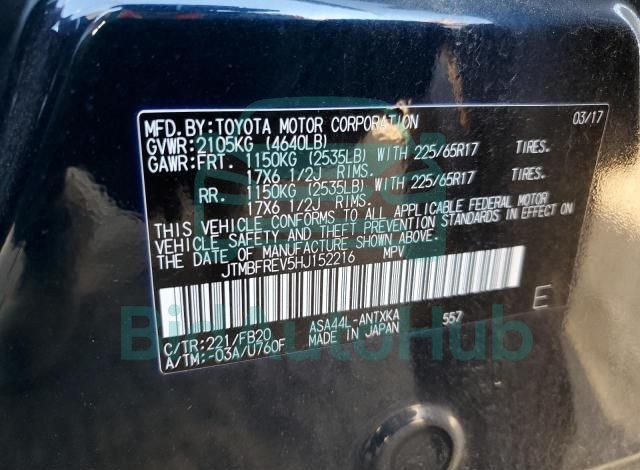 MFD.BY:TOYOTA MOTOR CORPORATION 03/17
GVWR:2105KG (4640LB)
GAWR:FRT. 1150KG (2535LB) WITH 225/65R17 TIRES.
17X6 1/2J RIMS.
RR. 1150KG (2535LB) WITH 225/65R17 TIRES.
17X6 1/2J RIMS.
THIS VEHICLE CONFORMS TO ALL APPLICABLE FEDERAL MOTOR
VEHICLE SAFETY AND THEFT PREVENTION STANDARDS IN EFFECT ON
THE DATE OF MANUFACTURE SHOWN ABOVE.
JTMBFREV5HJ152216 MPV
E
C/TR:221/FB20 ASA44L-ANTXKA 557
A/TM:-03A/U760F MADE IN JAPAN
BidAutoHub